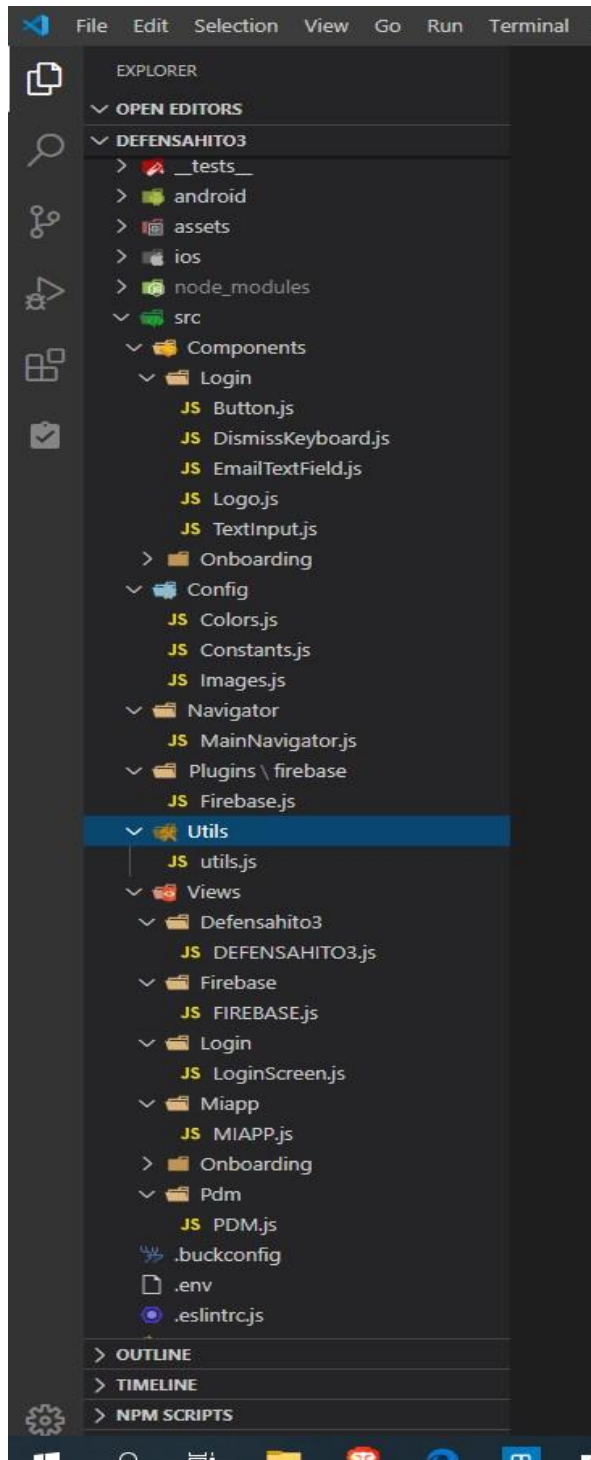 File Edit Selection View Go Run Terminal
EXPLORER
OPEN EDITORS
DEFENSAHITO3
__tests__
android
assets
ios
node_modules
src
Components
Login
JS Button.js
JS DismissKeyboard.js
JS EmailTextField.js
JS Logo.js
JS TextInput.js
Onboarding
Config
JS Colors.js
JS Constants.js
JS Images.js
Navigator
JS MainNavigator.js
Plugins \ firebase
JS Firebase.js
Utils
JS utils.js
Views
Defensahito3
JS DEFENSAHITO3.js
Firebase
JS FIREBASE.js
Login
JS LoginScreen.js
Miapp
JS MIAPP.js
Onboarding
Pdm
JS PDM.js
.buckconfig
.env
.eslintrc.js
OUTLINE
TIMELINE
NPM SCRIPTS